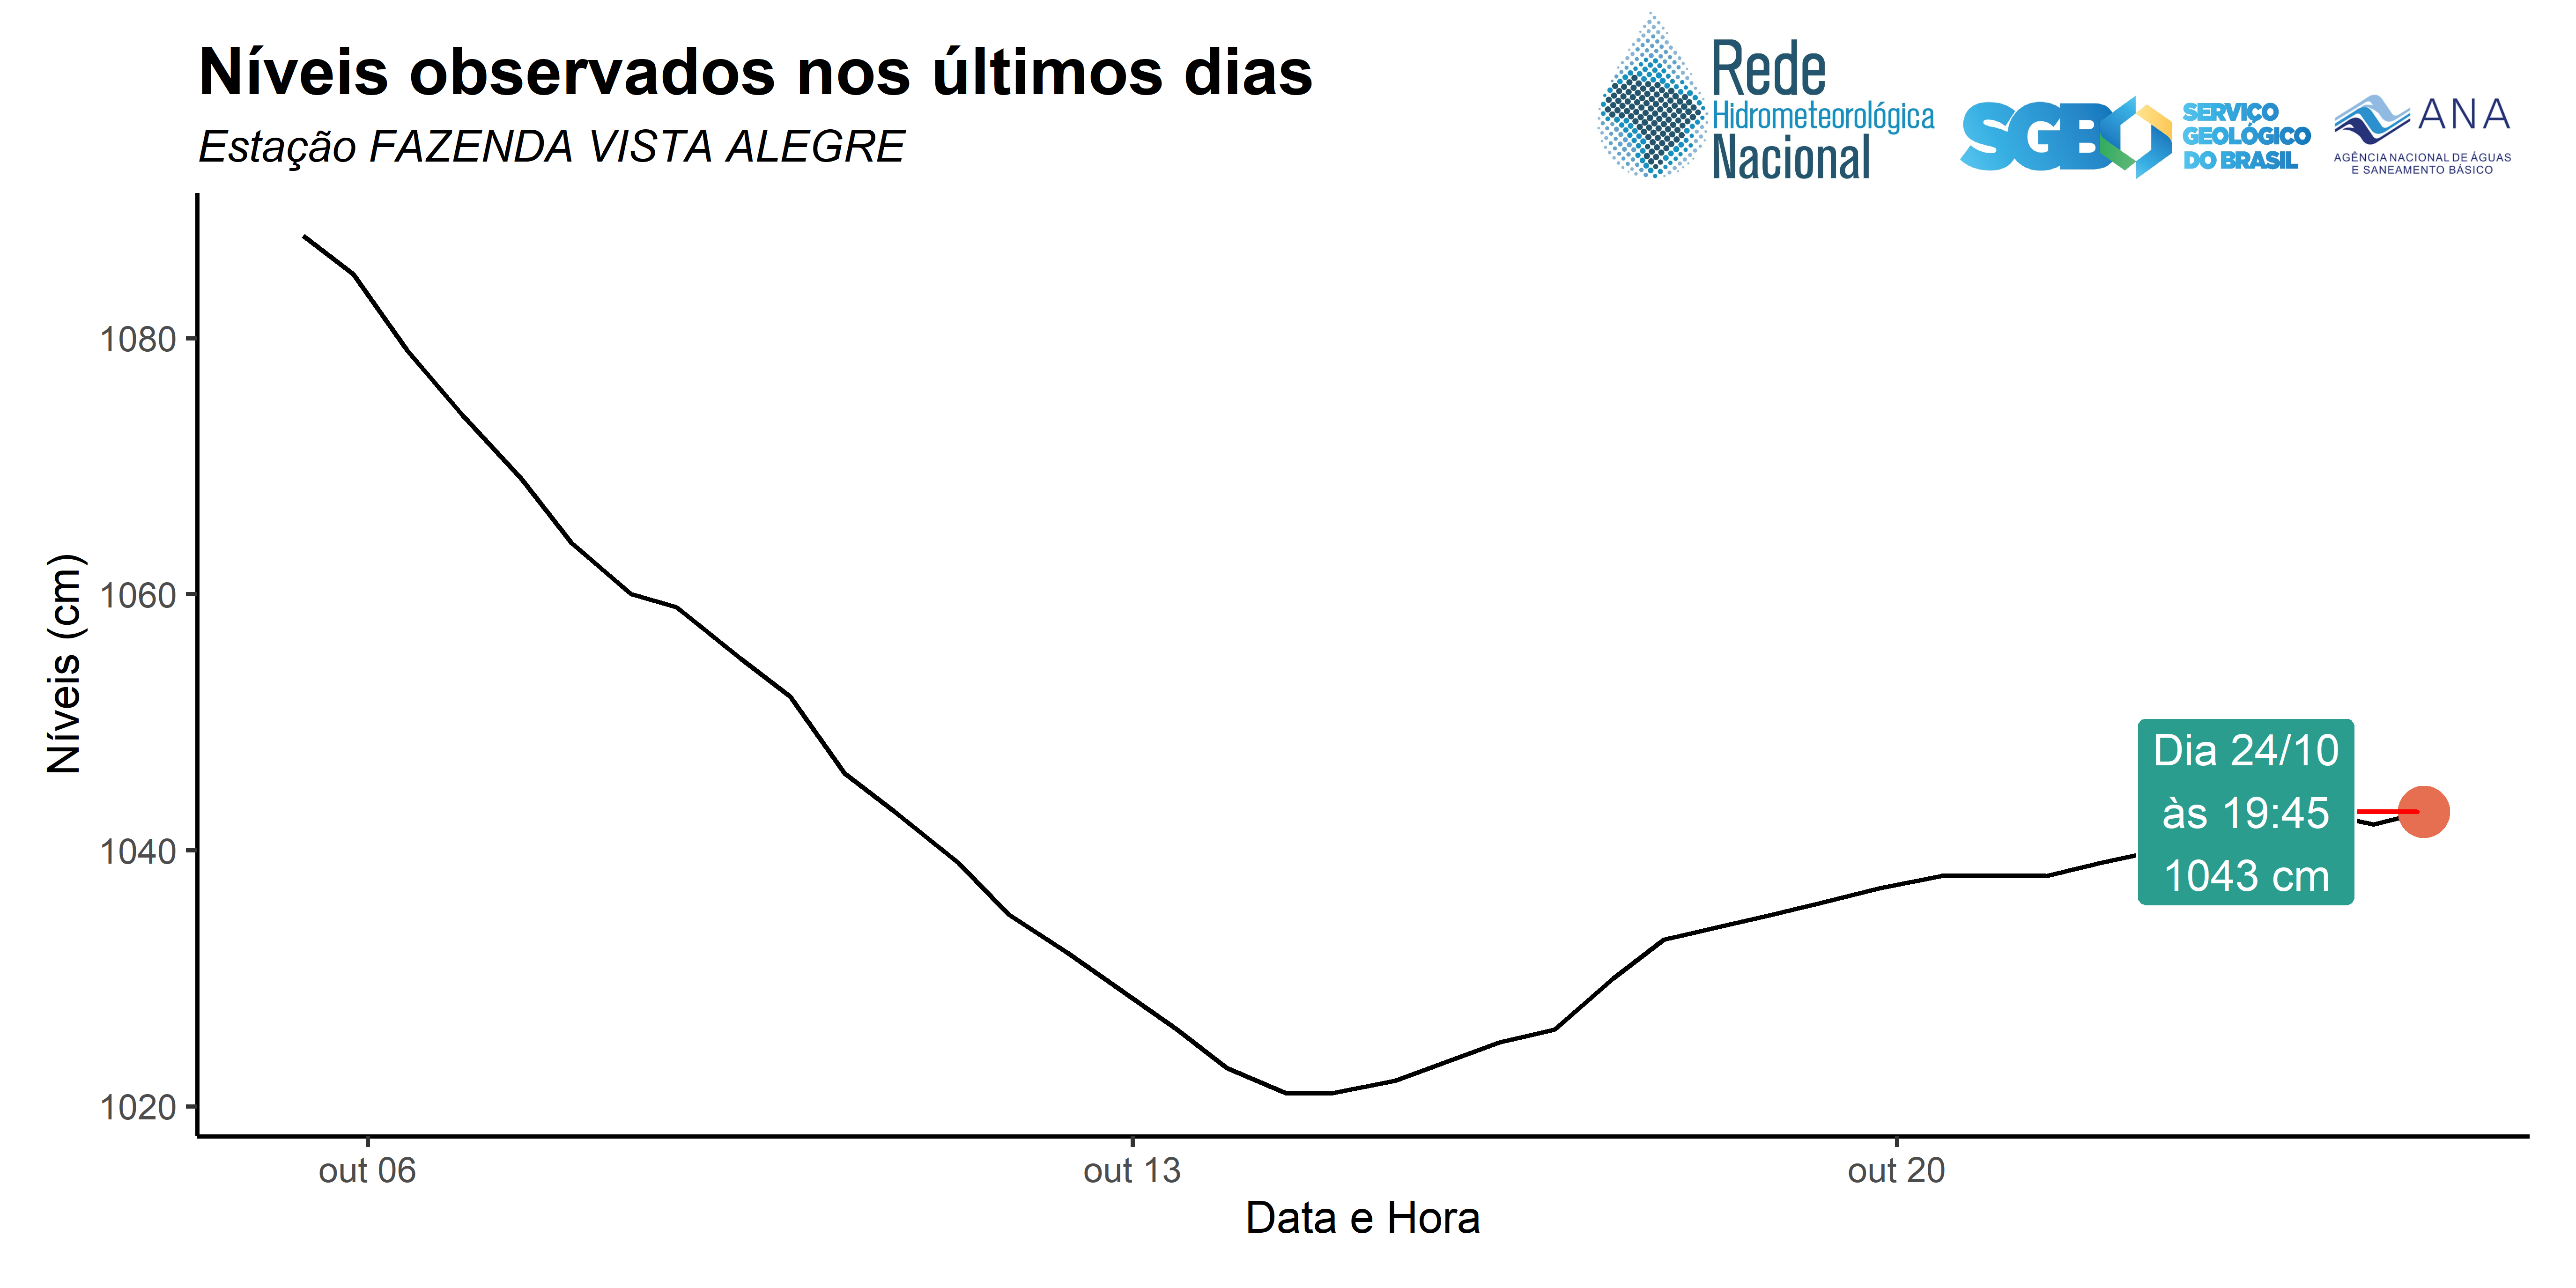 Níveis observados nos últimos dias
Estação FAZENDA VISTA ALEGRE
Rede
Hidrometeorológica
Nacional
SGB
SERVIÇO
GEOLÓGICO
DO BRASIL
ANA
AGÊNCIA NACIONAL DE ÁGUAS
E SANEAMENTO BÁSICO
Níveis (cm)
1080
1060
1040
1020
Dia 24/10
às 19:45
1043 cm
out 06
out 13
out 20
Data e Hora